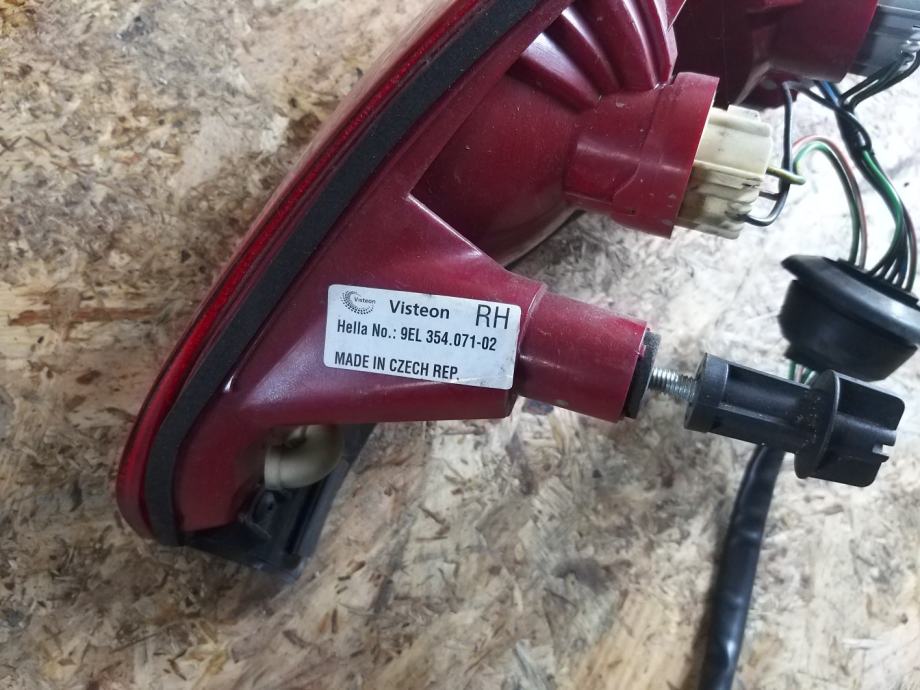 Visteon Visteon RH
Hella No.: 9EL 354.071-02
MADE IN CZECH REP.